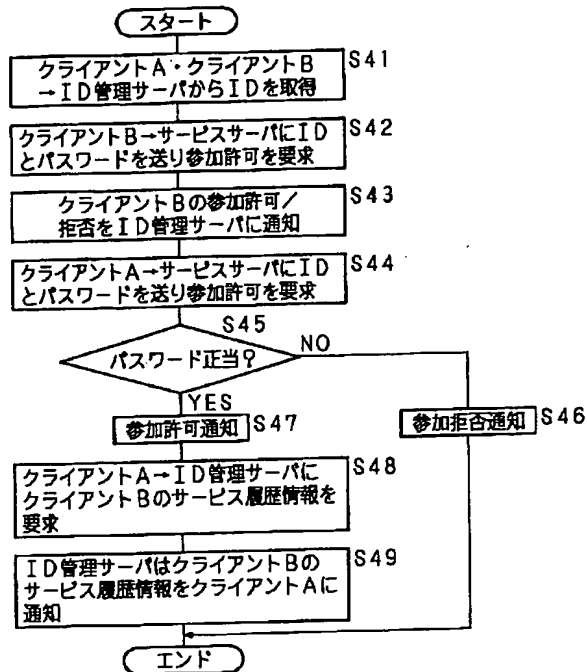 スタート
クライアントA・クライアントB
→ID管理サーバからIDを取得
S41
クライアントB→サービスサーバにID
とパスワードを送り参加許可を要求
S42
クライアントBの参加許可/
拒否をID管理サーバに通知
S43
クライアントA→サービスサーバにID
とパスワードを送り参加許可を要求
S44
S45
パスワード正当?
NO
YES
参加許可通知
S47
参加拒否通知
S46
クライアントA→ID管理サーバに
クライアントBのサービス履歴情報を
要求
S48
ID管理サーバはクライアントBの
サービス履歴情報をクライアントAに
通知
S49
エンド